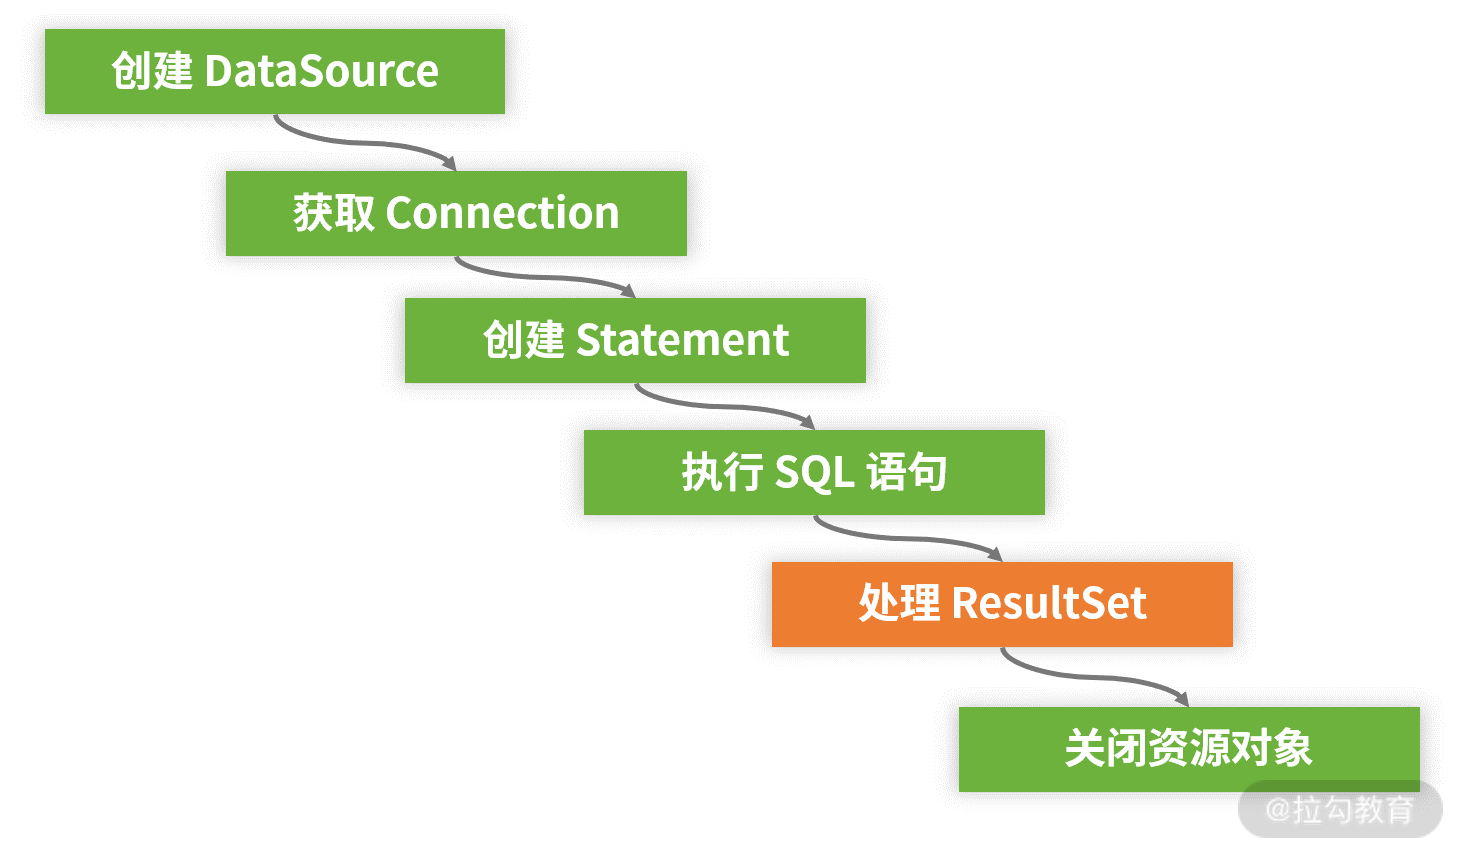 创建 DataSource
获取 Connection
创建 Statement
执行 SQL 语句
处理 ResultSet
关闭资源对象
@拉勾教育